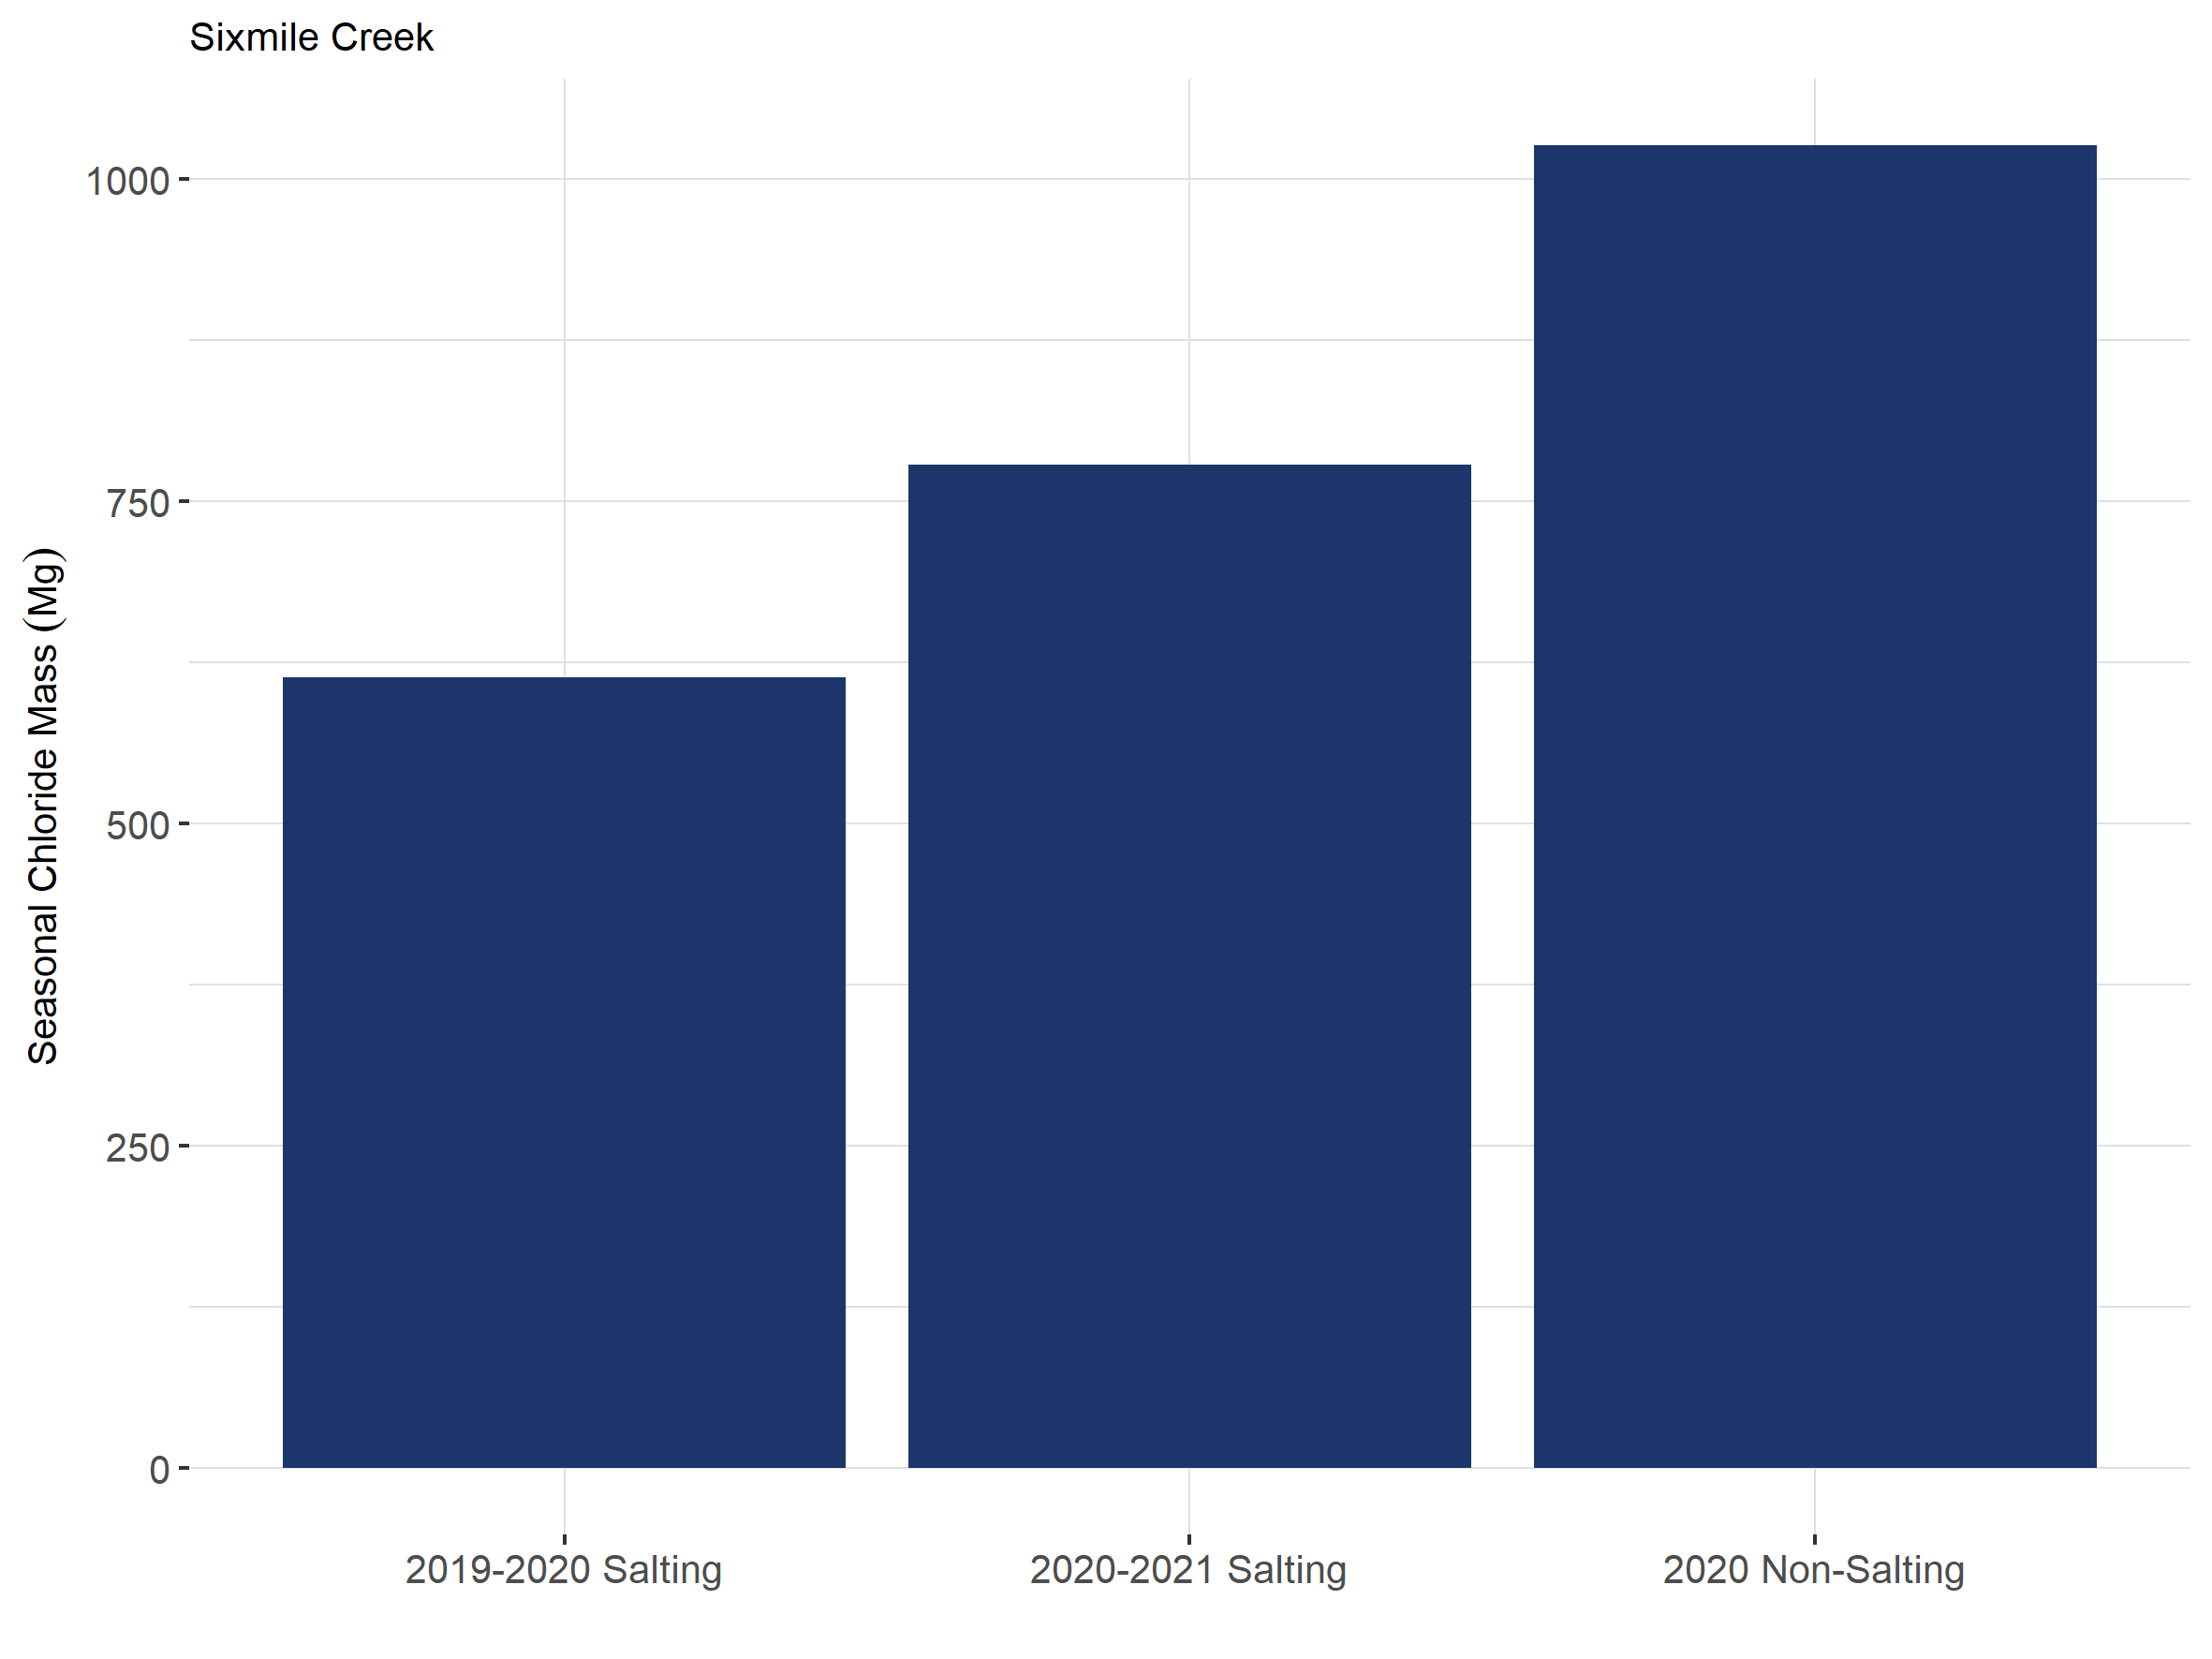 Sixmile Creek
Seasonal Chloride Mass (Mg)
1000
750
500
250
0
2019-2020 Salting
2020-2021 Salting
2020 Non-Salting